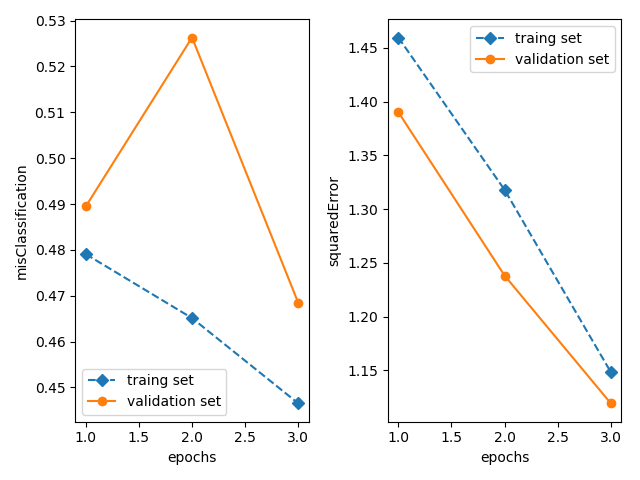 0.53
0.52
0.51
0.50
0.49
0.48
0.47
0.46
0.45
misClassification
traing set
validation set
1.0 1.5 2.0 2.5 3.0
epochs
1.45
1.40
1.35
1.30
1.25
1.20
1.15
squaredError
traing set
validation set
1.0 1.5 2.0 2.5 3.0
epochs